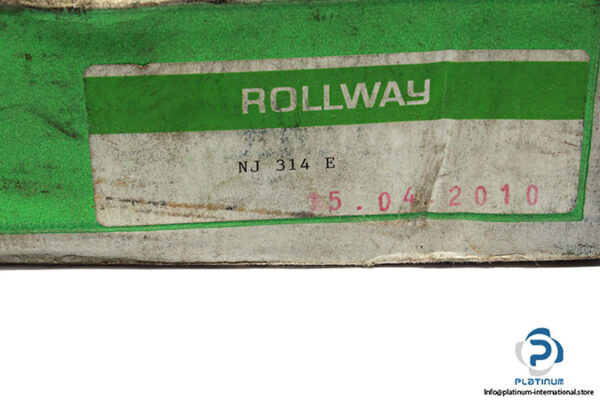 ROLLWAY
NJ 314 E
15.04.2010
PLATINUM
Info@platinum-international.store